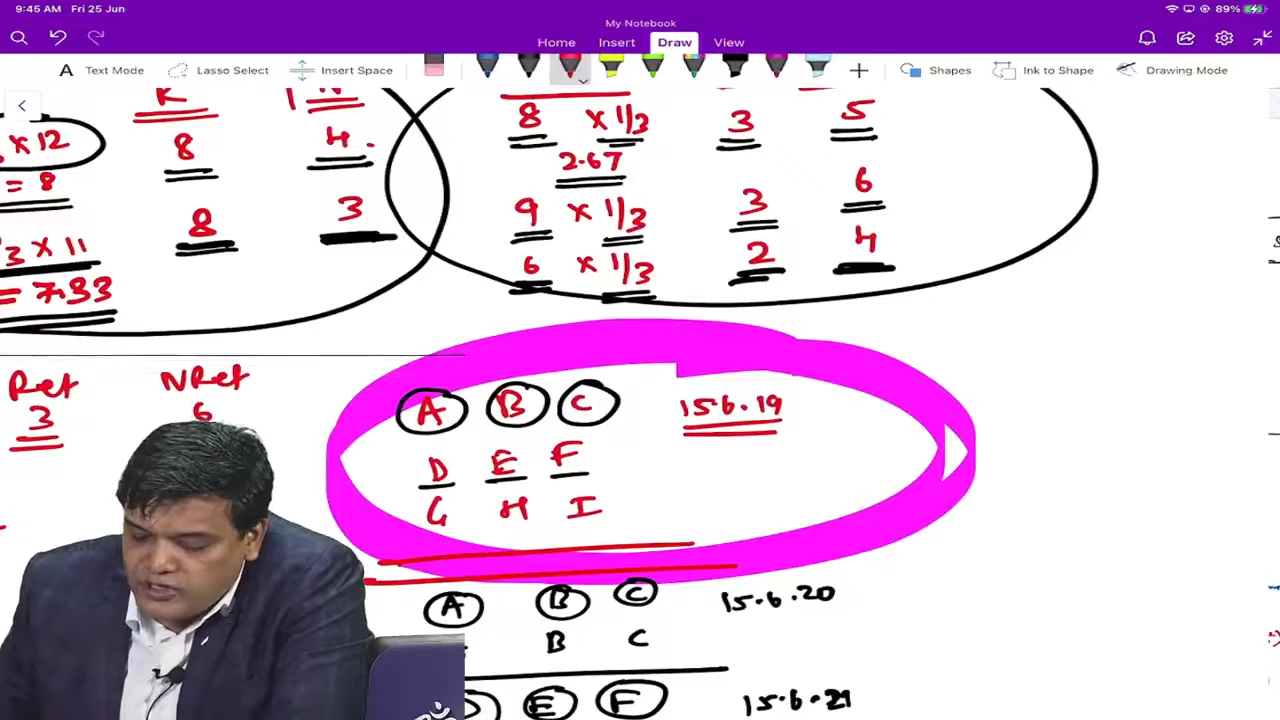 9:45 AM Fri 25 Jun
89%
My Notebook
Home Insert Draw View
A Text Mode Lasso Select Insert Space Shapes Ink to Shape Drawing Mode
× 12 8 4
= 8
8 3
/3 × 11
= 7.33
8 × 1/3 3 5
2.67
9 × 1/3 3 6
6 × 1/3 2 4
Ret NRet
3 6
A B C 15.6.19
D E F
G H I
A B C 15.6.20
B C
E F 15.6.21